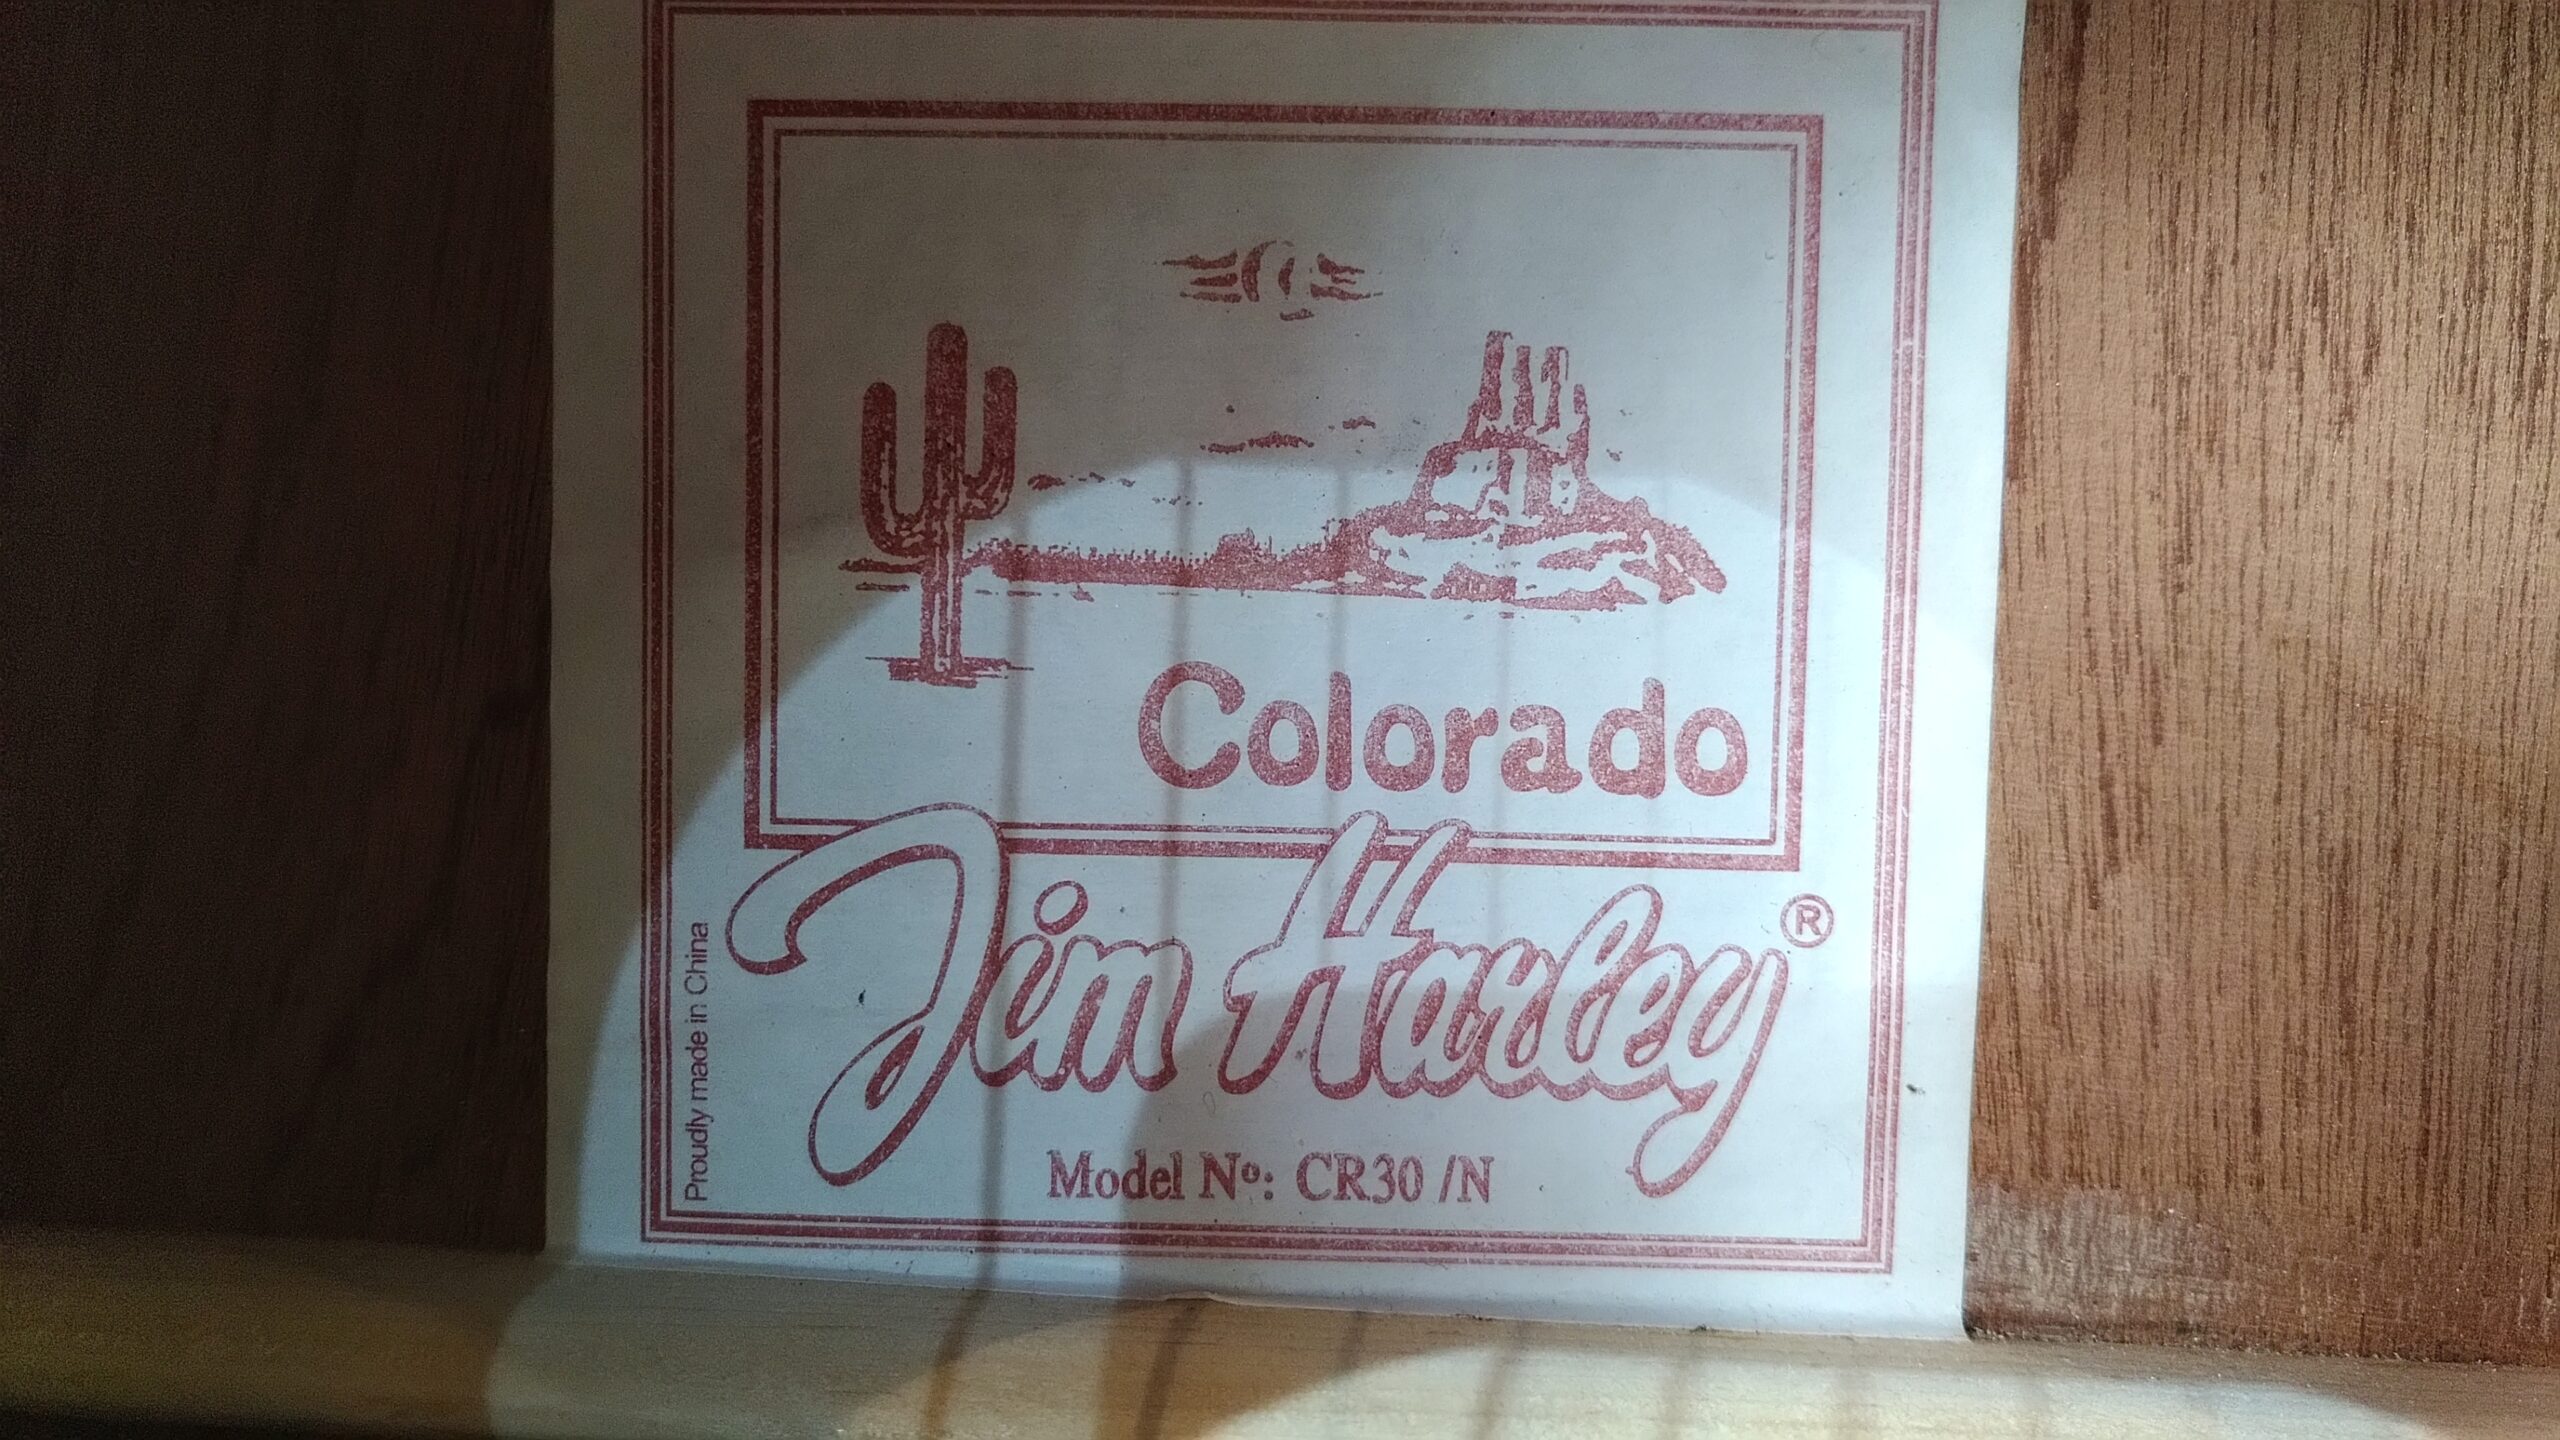 Colorado
Jim Harley®
Model Nº: CR30 /N
Proudly made in China